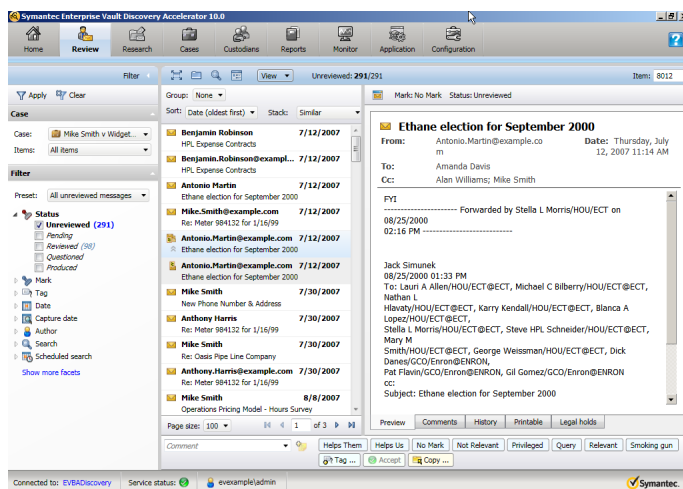 Symantec Enterprise Vault Discovery Accelerator 10.0
Home Review Research Cases Custodians Reports Monitor Application Configuration
Filter View Unreviewed: 291/291 Item: 8012
Apply Clear
Group: None
Mark: No Mark Status: Unreviewed
Case
Sort: Date (oldest first) Stack: Similar
Case: Mike Smith v Widget...
Items: All items
Filter
Preset: All unreviewed messages
Status
Unreviewed (291)
Pending
Reviewed (98)
Questioned
Produced
Mark
Tag
Date
Capture date
Author
Search
Scheduled search
Show more facets
Benjamin Robinson 7/12/2007
HPL Expense Contracts
Benjamin.Robinson@exampl... 7/12/2007
HPL Expense Contracts
Antonio Martin 7/12/2007
Ethane election for September 2000
Mike.Smith@example.com 7/12/2007
Re: Meter 984132 for 1/16/99
Antonio.Martin@example.com 7/12/2007
Ethane election for September 2000
Antonio.Martin@example.com 7/12/2007
Ethane election for September 2000
Mike Smith 7/30/2007
New Phone Number & Address
Anthony Harris 7/30/2007
Re: Meter 984132 for 1/16/99
Mike Smith 7/30/2007
Re: Oasis Pipe Line Company
Anthony.Harris@example.com 7/30/2007
Re: Meter 984132 for 1/16/99
Mike Smith 8/8/2007
Operations Pricing Model - Hours Survey
Page size: 100 1 of 3
Ethane election for September 2000
From: Antonio.Martin@example.co
m
Date: Thursday, July
12, 2007 11:14 AM
To: Amanda Davis
Cc: Alan Williams; Mike Smith
FYI
---------------------- Forwarded by Stella L Morris/HOU/ECT on
08/25/2000
02:16 PM ---------------------------
Jack Simunek
08/25/2000 01:33 PM
To: Lauri A Allen/HOU/ECT@ECT, Michael C Bilberry/HOU/ECT@ECT,
Nathan L
Hlavaty/HOU/ECT@ECT, Karry Kendall/HOU/ECT@ECT, Blanca A
Lopez/HOU/ECT@ECT,
Stella L Morris/HOU/ECT@ECT, Steve HPL Schneider/HOU/ECT@ECT,
Mary M
Smith/HOU/ECT@ECT, George Weissman/HOU/ECT@ECT, Dick
Danes/GCO/Enron@ENRON,
Pat Flavin/GCO/Enron@ENRON, Gil Gomez/GCO/Enron@ENRON
cc:
Subject: Ethane election for September 2000
Preview Comments History Printable Legal holds
Comment Helps Them Helps Us No Mark Not Relevant Privileged Query Relevant Smoking gun
Tag ... Accept Copy ...
Connected to: EVBADiscovery Service status: evexample\admin Symantec.